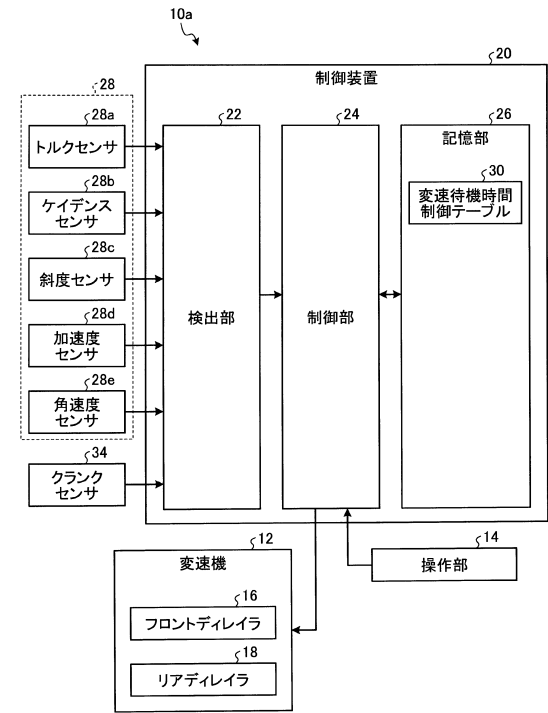 10a
20
制御装置
28
22
24
26
記憶部
28a
トルクセンサ
30
変速待機時間
制御テーブル
28b
ケイデンス
センサ
28c
斜度センサ
検出部
制御部
28d
加速度
センサ
28e
角速度
センサ
34
クランク
センサ
12
変速機
14
操作部
16
フロントディレイラ
18
リアディレイラ